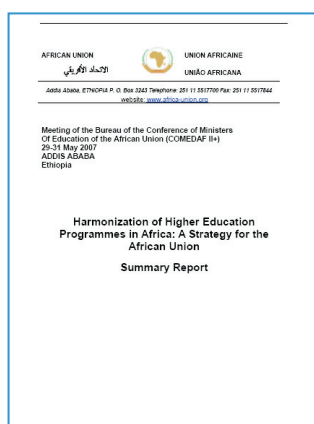 AFRICAN UNION
UNION AFRICAINE
الاتحاد الأفريقي
UNIÃO AFRICANA
Addis Ababa, ETHIOPIA P. O. Box 3243 Telephone: 251 11 5517700 Fax: 251 11 5517844
website: www.africa-union.org
Meeting of the Bureau of the Conference of Ministers
Of Education of the African Union (COMEDAF II+)
29-31 May 2007
ADDIS ABABA
Ethiopia
Harmonization of Higher Education
Programmes in Africa: A Strategy for the
African Union
Summary Report